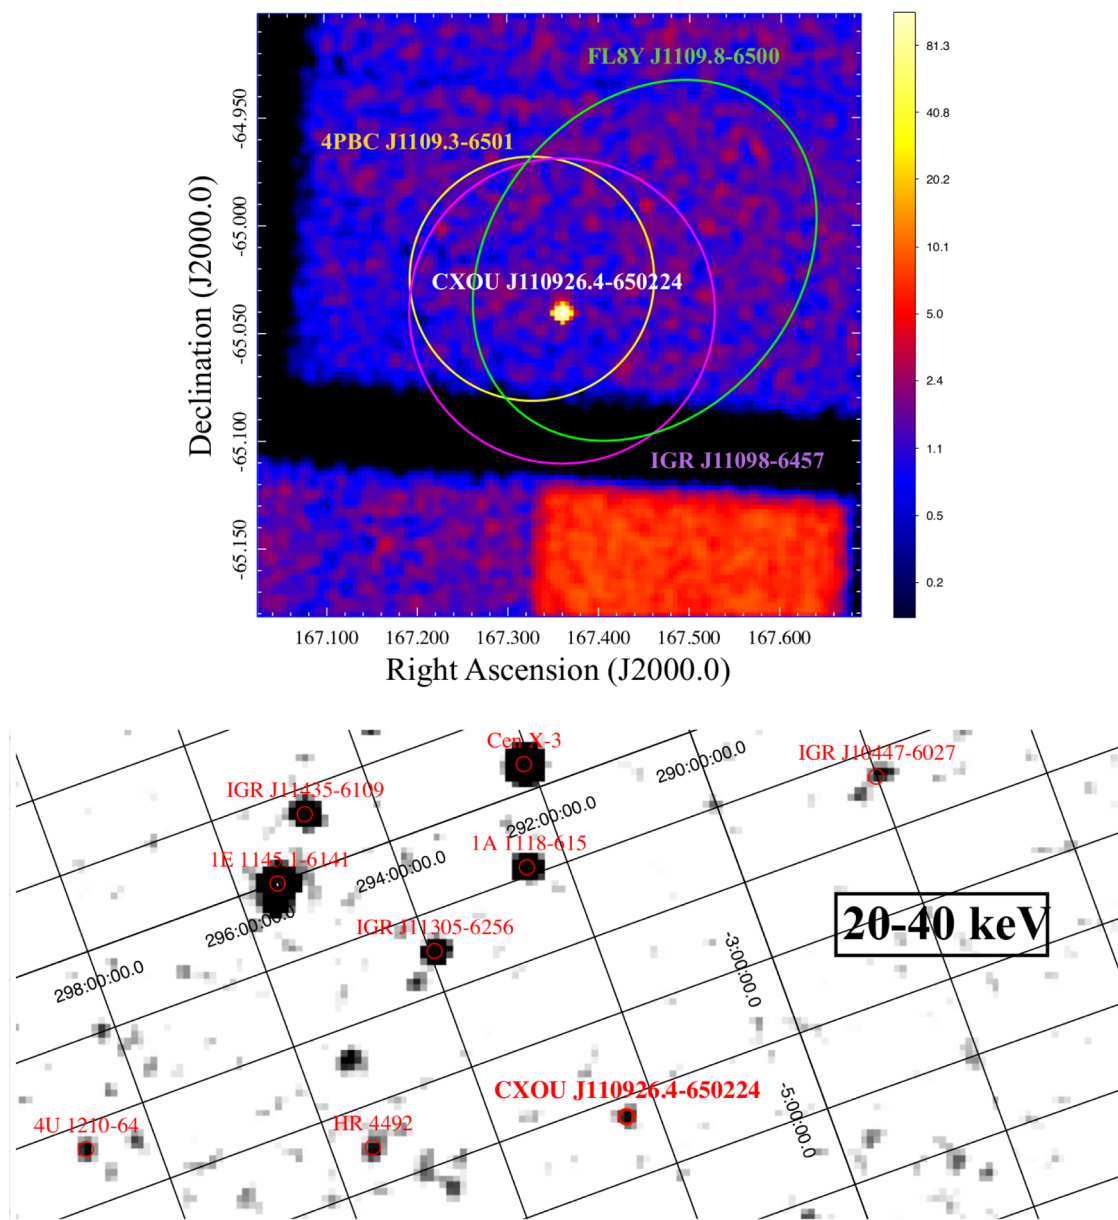 FL8Y J1109.8-6500
4PBC J1109.3-6501
CXOU J110926.4-650224
IGR J11098-6457
Declination (J2000.0)
-64.950
-65.000
-65.050
-65.100
-65.150
167.100 167.200 167.300 167.400 167.500 167.600
Right Ascension (J2000.0)
81.3
40.8
20.2
10.1
5.0
2.4
1.1
0.5
0.2
Cen X-3
IGR J10447-6027
290:00:00.0
IGR J11435-6109
292:00:00.0
1A 1118-615
1E 1145.1-6141
294:00:00.0
IGR J11305-6256
296:00:00.0
20-40 keV
298:00:00.0
-3:00:00.0
CXOU J110926.4-650224
-5:00:00.0
4U 1210-64
HR 4492